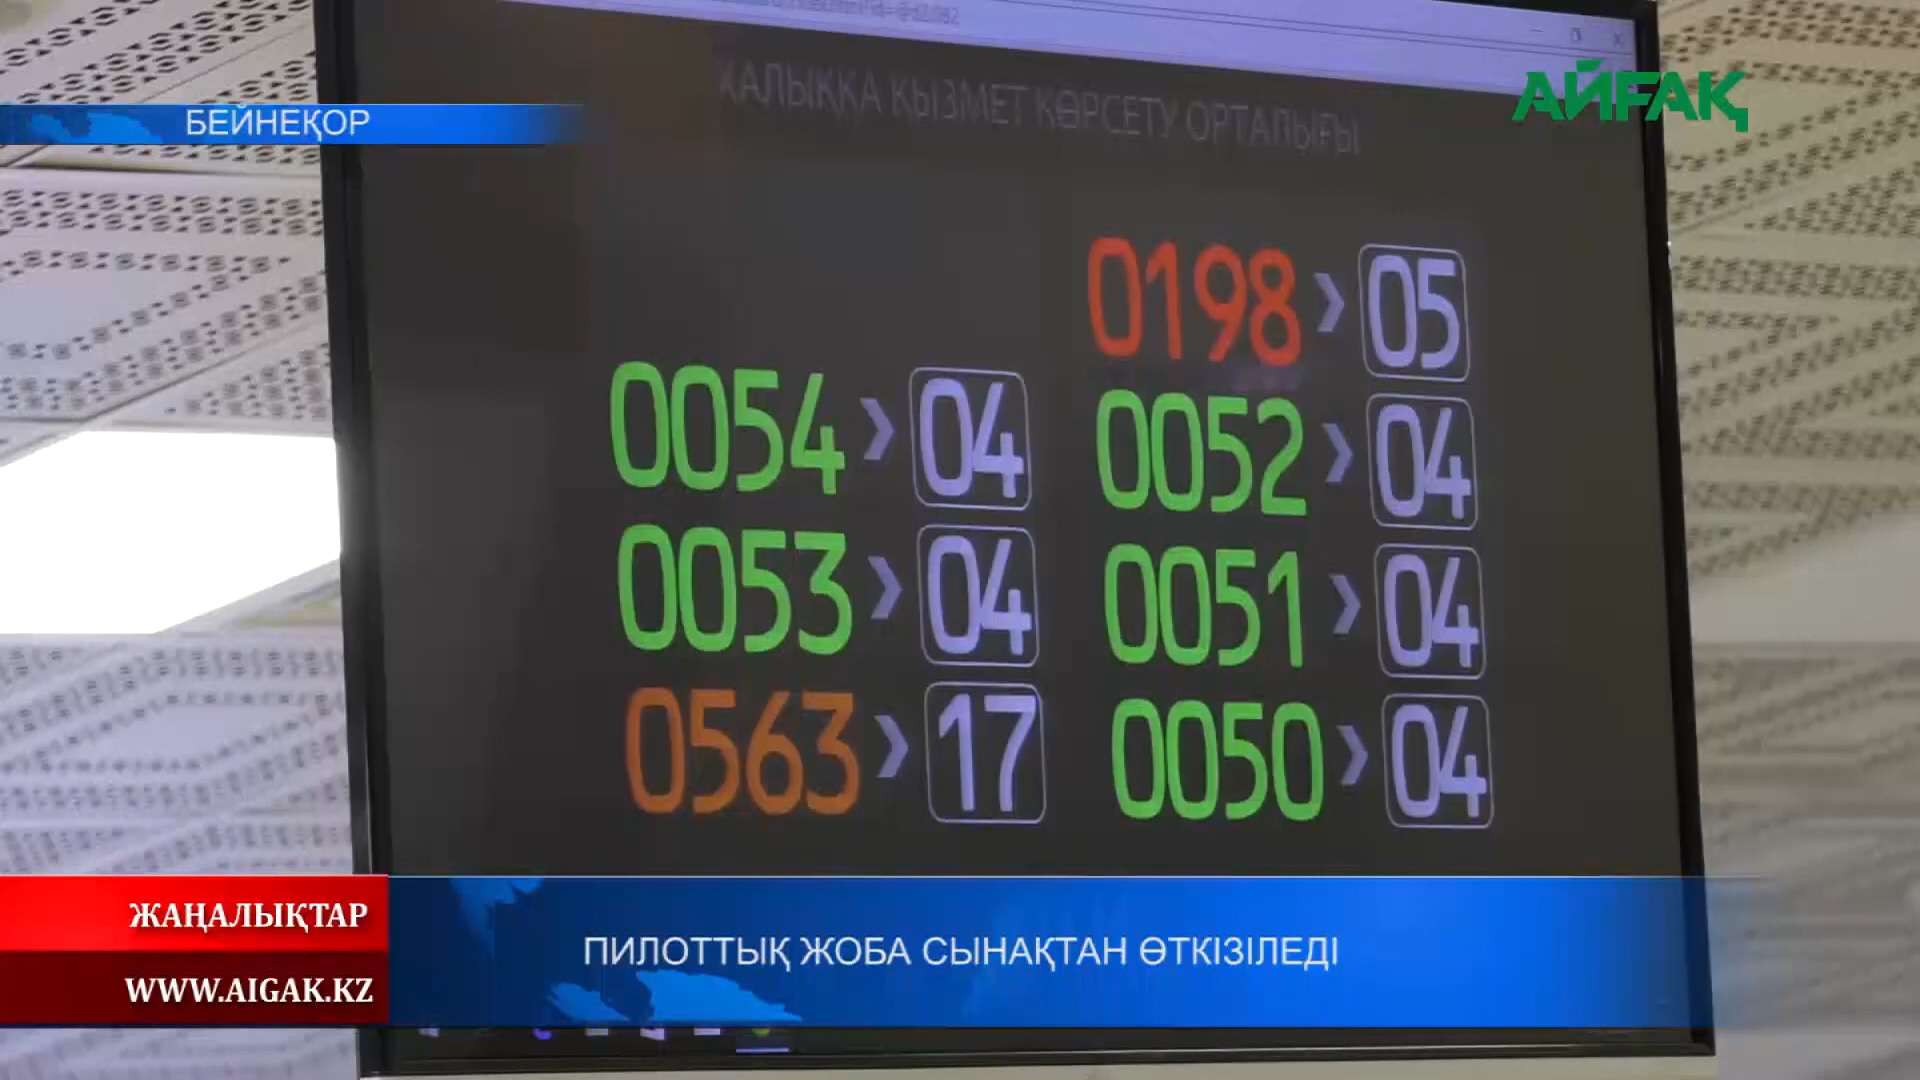 АЙҒАҚ
БЕЙНЕҚОР
ХАЛЫҚҚА ҚЫЗМЕТ КӨРСЕТУ ОРТАЛЫҒЫ
0198 › 05
0054 › 04
0052 › 04
0053 › 04
0051 › 04
0563 › 17
0050 › 04
ЖАҢАЛЫҚТАР
WWW.AIGAK.KZ
ПИЛОТТЫҚ ЖОБА СЫНАҚТАН ӨТКІЗІЛЕДІ